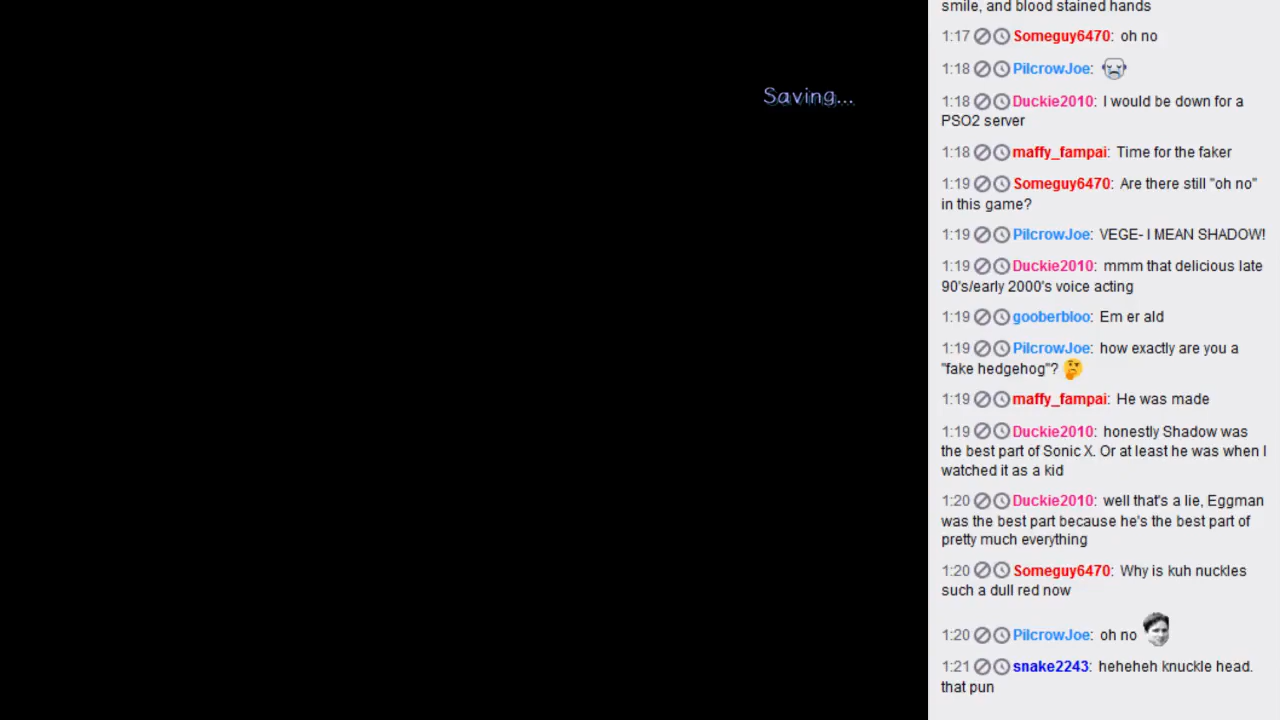 Saving...
smile, and blood stained hands
1:17 Someguy6470: oh no
1:18 PilcrowJoe:
1:18 Duckie2010: I would be down for a
PSO2 server
1:18 maffy_fampai: Time for the faker
1:19 Someguy6470: Are there still "oh no"
in this game?
1:19 PilcrowJoe: VEGE- I MEAN SHADOW!
1:19 Duckie2010: mmm that delicious late
90's/early 2000's voice acting
1:19 gooberbloo: Em er ald
1:19 PilcrowJoe: how exactly are you a
"fake hedgehog"?
1:19 maffy_fampai: He was made
1:19 Duckie2010: honestly Shadow was
the best part of Sonic X. Or at least he was when I
watched it as a kid
1:20 Duckie2010: well that's a lie, Eggman
was the best part because he's the best part of
pretty much everything
1:20 Someguy6470: Why is kuh nuckles
such a dull red now
1:20 PilcrowJoe: oh no
1:21 snake2243: heheheh knuckle head.
that pun